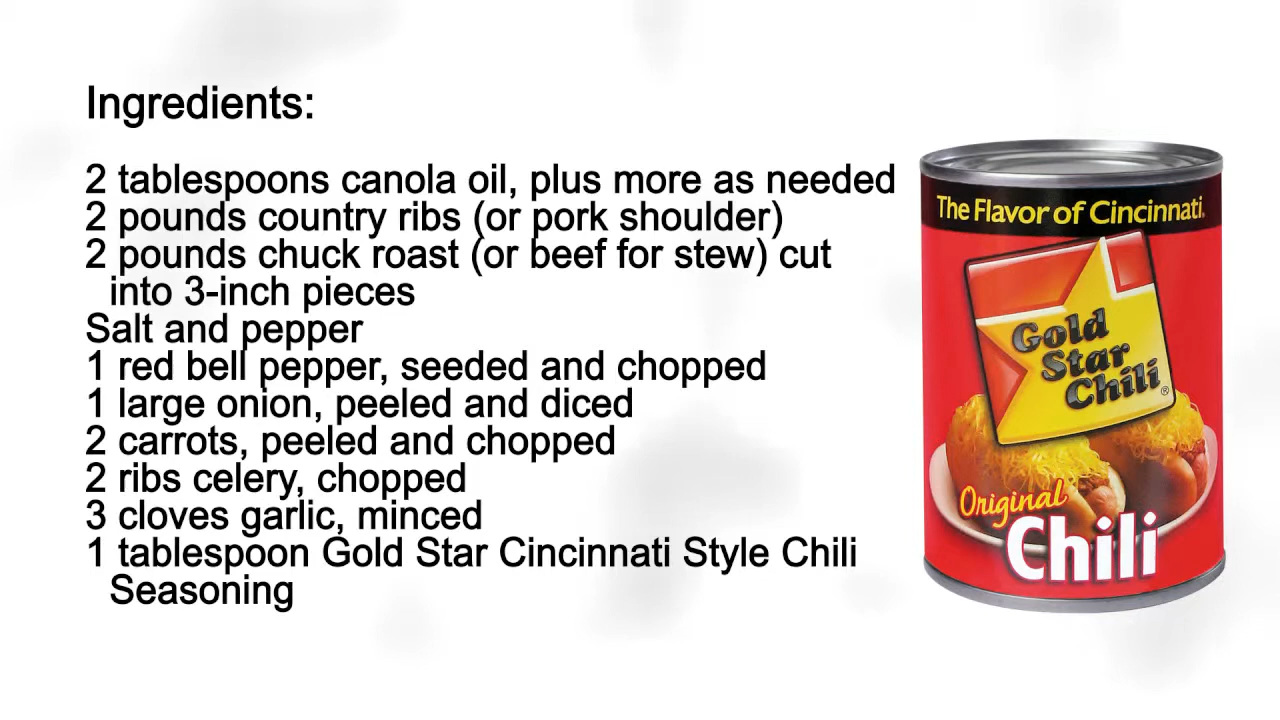 Ingredients:
2 tablespoons canola oil, plus more as needed
2 pounds country ribs (or pork shoulder)
2 pounds chuck roast (or beef for stew) cut
into 3-inch pieces
Salt and pepper
1 red bell pepper, seeded and chopped
1 large onion, peeled and diced
2 carrots, peeled and chopped
2 ribs celery, chopped
3 cloves garlic, minced
1 tablespoon Gold Star Cincinnati Style Chili
Seasoning
The Flavor of Cincinnati.
Gold
Star
Chili®
Original
Chili